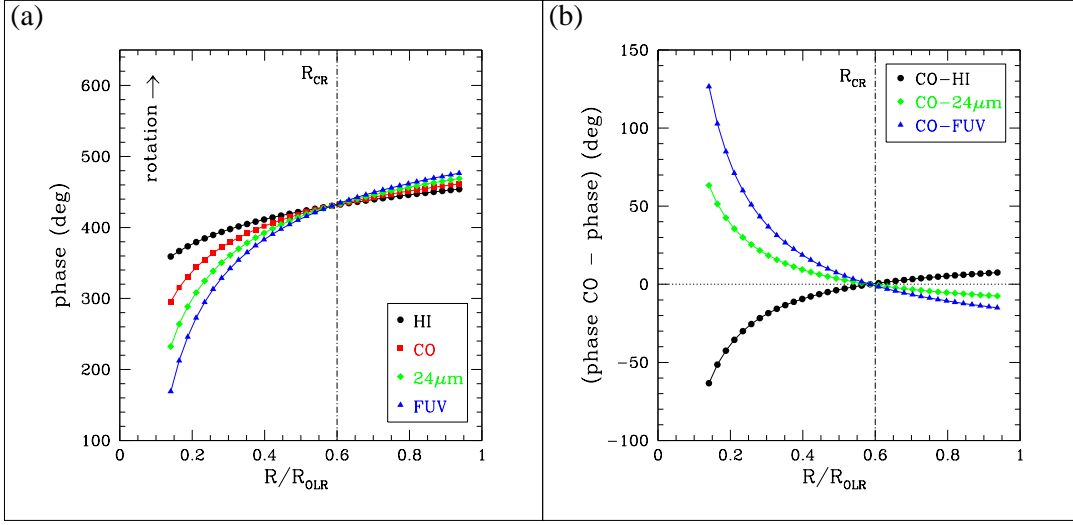 (a)
phase (deg)
600
500
400
300
200
100
rotation →
R_CR
HI
CO
24μm
FUV
0
0.2
0.4
0.6
0.8
1
R/R_OLR
(b)
(phase CO − phase) (deg)
150
100
50
0
−50
−100
R_CR
CO−HI
CO−24μm
CO−FUV
0
0.2
0.4
0.6
0.8
1
R/R_OLR